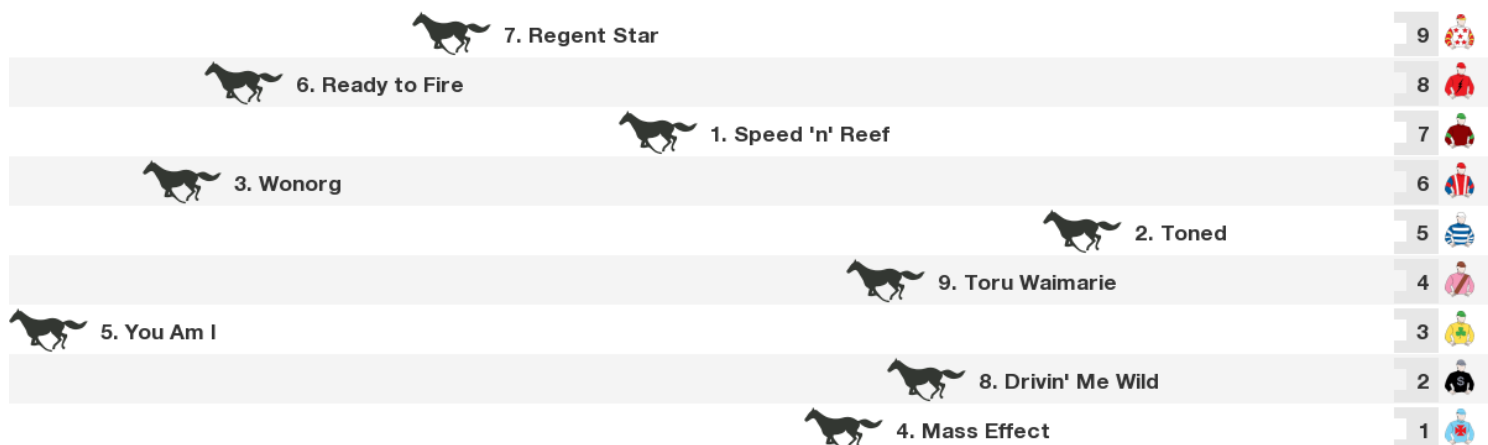 7. Regent Star 9
6. Ready to Fire 8
1. Speed 'n' Reef 7
3. Wonorg 6
2. Toned 5
9. Toru Waimarie 4
5. You Am I 3
8. Drivin' Me Wild 2
S
4. Mass Effect 1